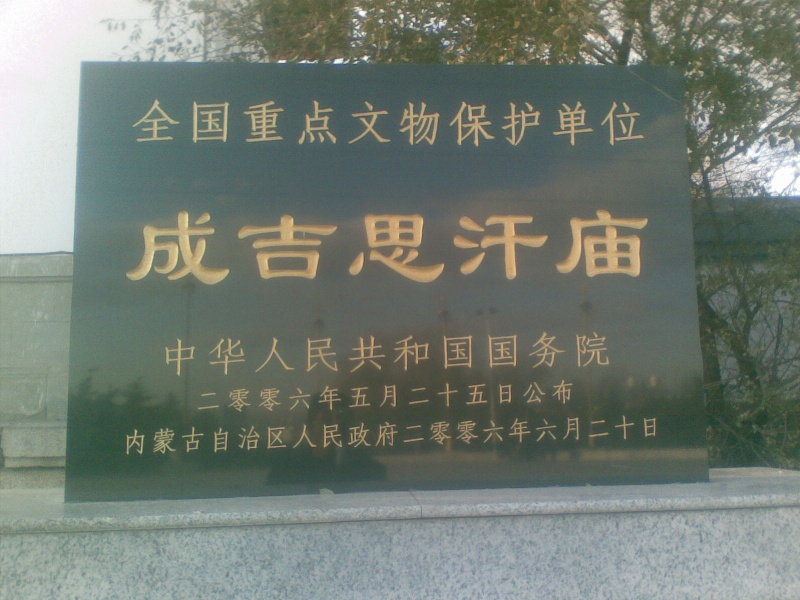 全国重点文物保护单位
成吉思汗庙
中华人民共和国国务院
二零零六年五月二十五日公布
内蒙古自治区人民政府二零零六年六月二十日